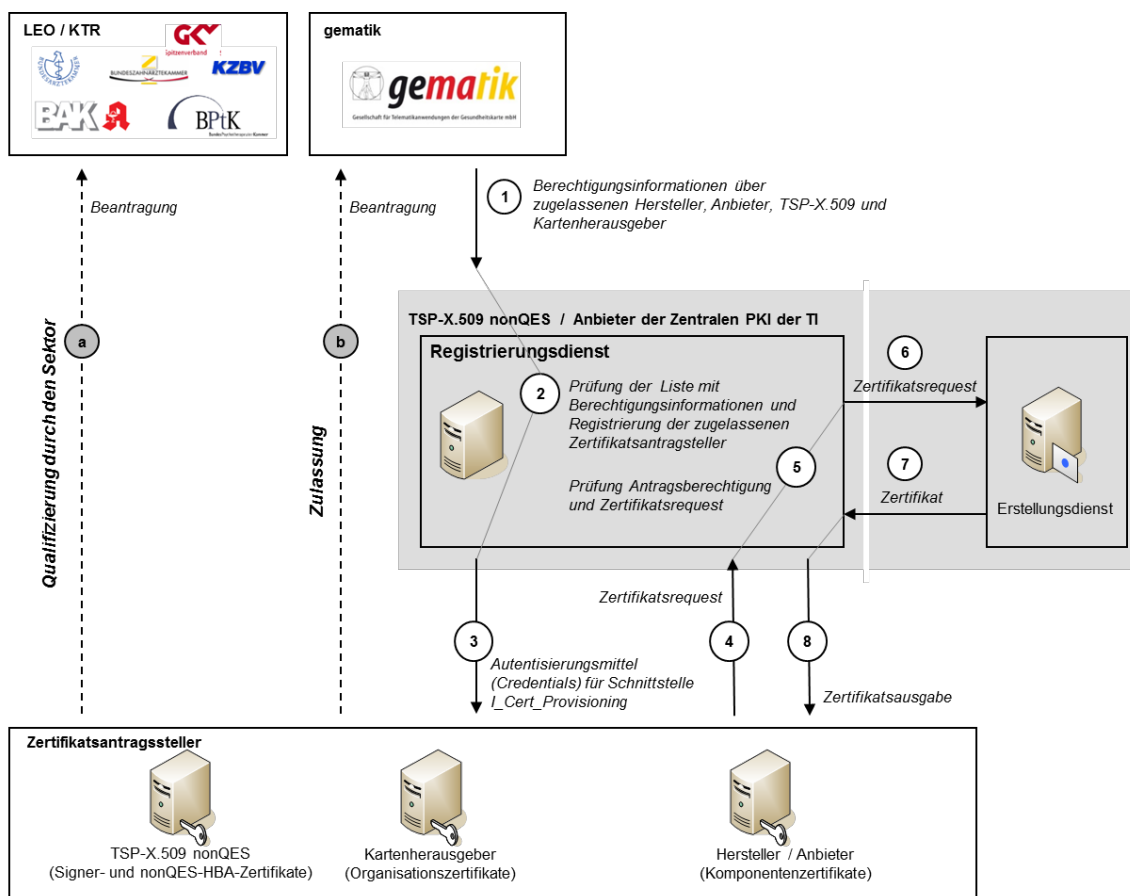 LEO / KTR
GKV
Spitzenverband
BUNDESÄRZTEKAMMER
BUNDESZAHNÄRZTEKAMMER
KZBV
BAK
BPtK
BundesPsychotherapeutenKammer
gematik
gematik
Gesellschaft für Telematikanwendungen der Gesundheitskarte mbH
Beantragung
Beantragung
1
Berechtigungsinformationen über
zugelassenen Hersteller, Anbieter, TSP-X.509 und
Kartenherausgeber
a
Qualifizierung durch den Sektor
b
Zulassung
TSP-X.509 nonQES / Anbieter der Zentralen PKI der TI
Registrierungsdienst
2
Prüfung der Liste mit
Berechtigungsinformationen und
Registrierung der zugelassenen
Zertifikatsantragsteller
5
Prüfung Antragsberechtigung
und Zertifikatsrequest
6
Zertifikatsrequest
7
Zertifikat
Erstellungsdienst
3
Autentisierungsmittel
(Credentials) für Schnittstelle
I_Cert_Provisioning
Zertifikatsrequest
4
8
Zertifikatsausgabe
Zertifikatsantragssteller
TSP-X.509 nonQES
(Signer- und nonQES-HBA-Zertifikate)
Kartenherausgeber
(Organisationszertifikate)
Hersteller / Anbieter
(Komponentenzertifikate)